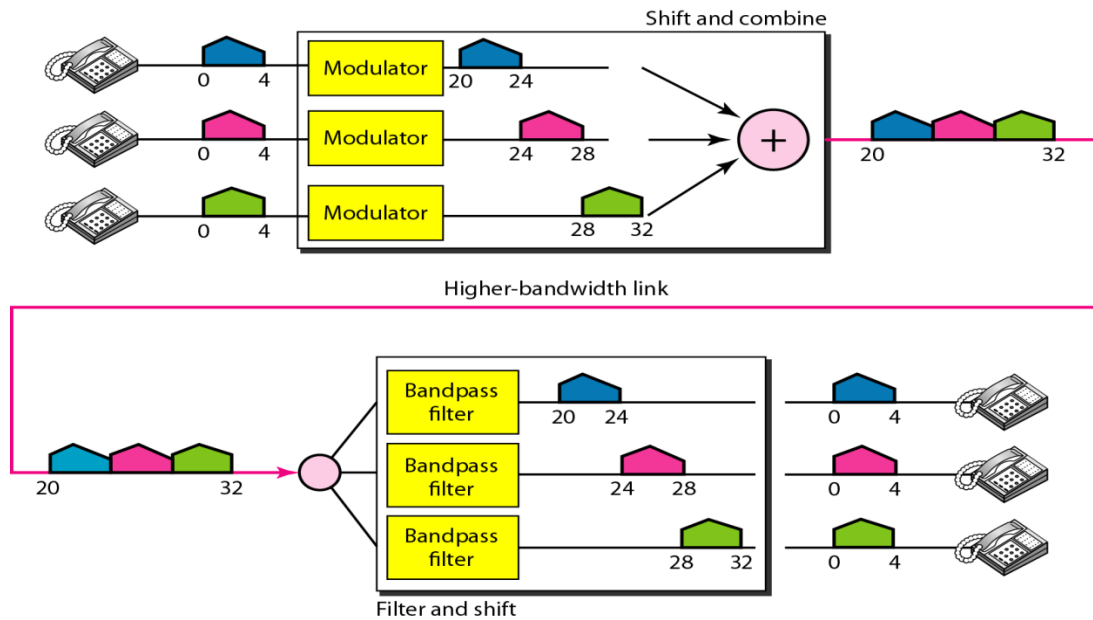 Shift and combine
0 4 Modulator 20 24
0 4 Modulator 24 28 + 20 32
0 4 Modulator 28 32
Higher-bandwidth link
Bandpass
filter
20 24 0 4
20 32
Bandpass
filter
24 28 0 4
Bandpass
filter
28 32 0 4
Filter and shift